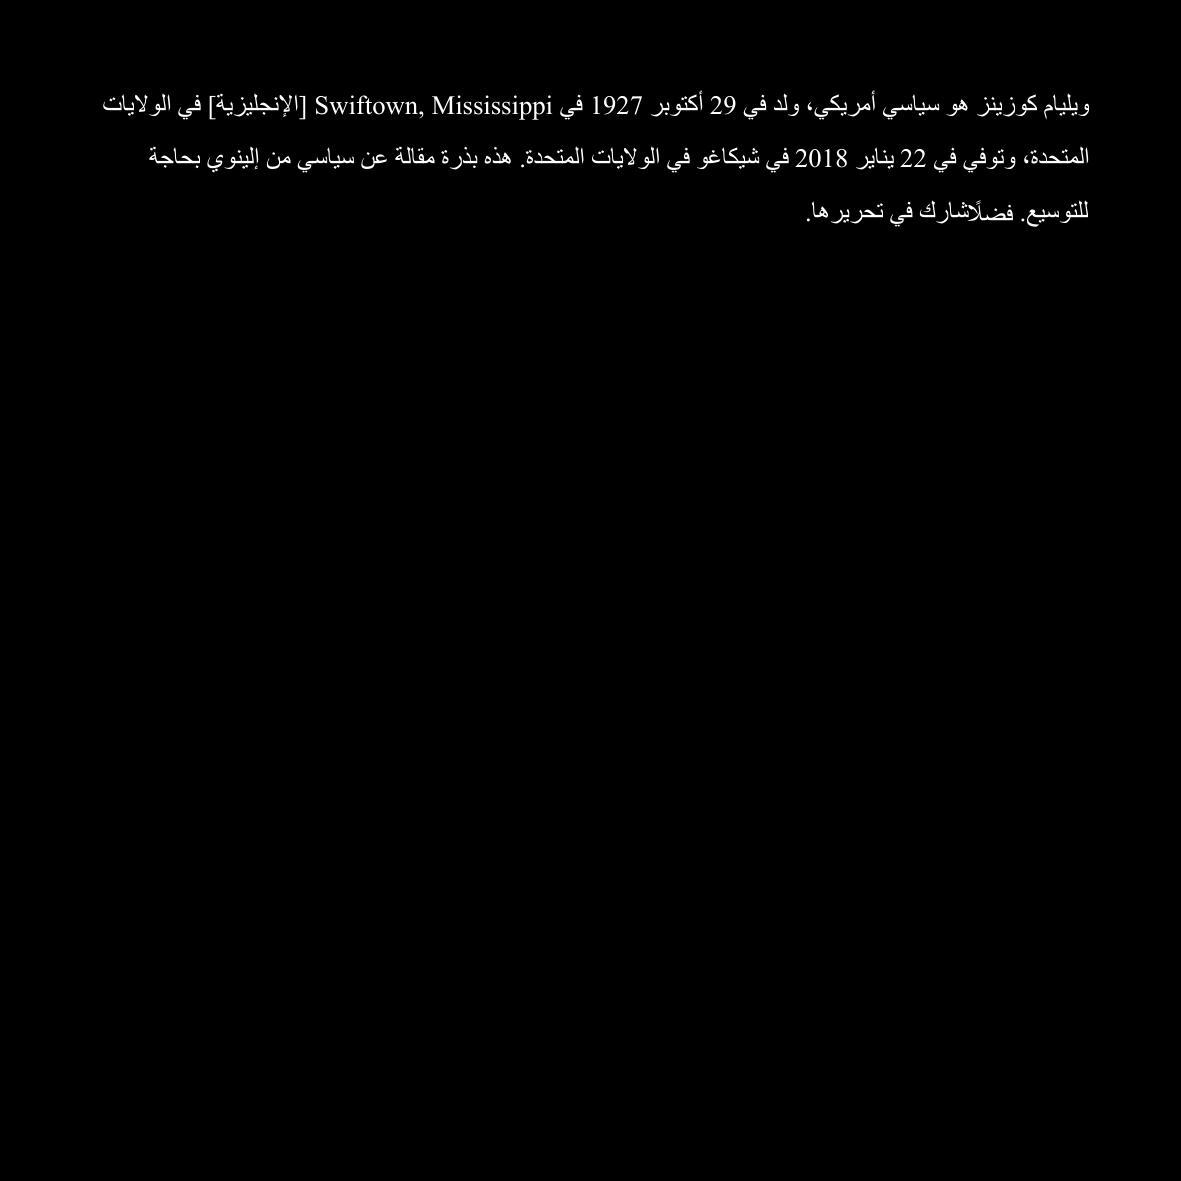 ويليام كوزينز هو سياسي أمريكي، ولد في 29 أكتوبر 1927 في Swiftown, Mississippi [الإنجليزية] في الولايات
المتحدة، وتوفي في 22 يناير 2018 في شيكاغو في الولايات المتحدة. هذه بذرة مقالة عن سياسي من إلينوي بحاجة
للتوسيع. فضلًاشارك في تحريرها.